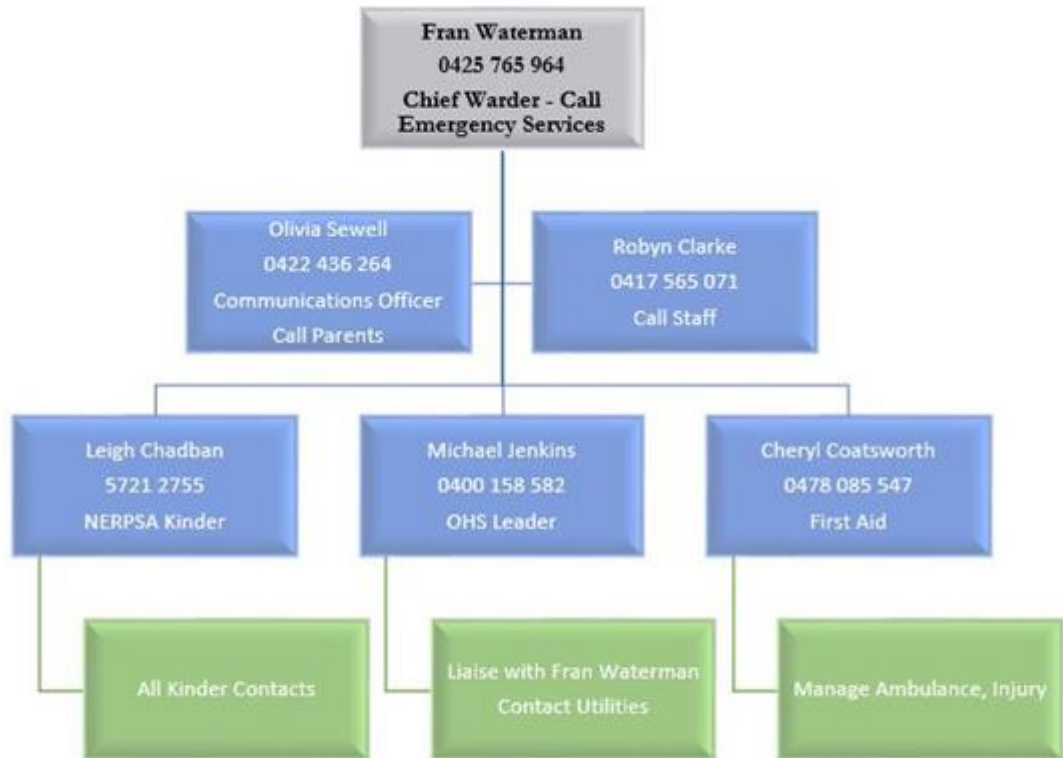 Fran Waterman
0425 765 964
Chief Warder - Call
Emergency Services
Olivia Sewell
0422 436 264
Communications Officer
Call Parents
Robyn Clarke
0417 565 071
Call Staff
Leigh Chadban
5721 2755
NERPSA Kinder
Michael Jenkins
0400 158 582
OHS Leader
Cheryl Coatsworth
0478 085 547
First Aid
All Kinder Contacts
Liaise with Fran Waterman
Contact Utilities
Manage Ambulance, Injury